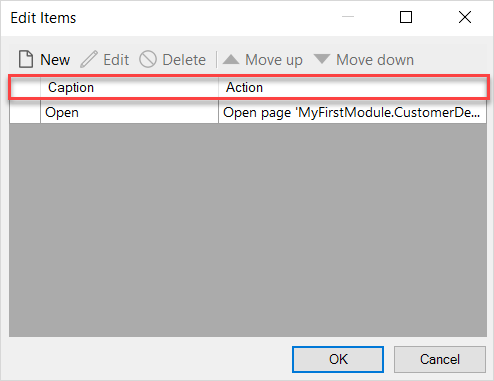 Edit Items
New Edit Delete Move up Move down
Caption Action
Open Open page 'MyFirstModule.CustomerDe...
OK Cancel